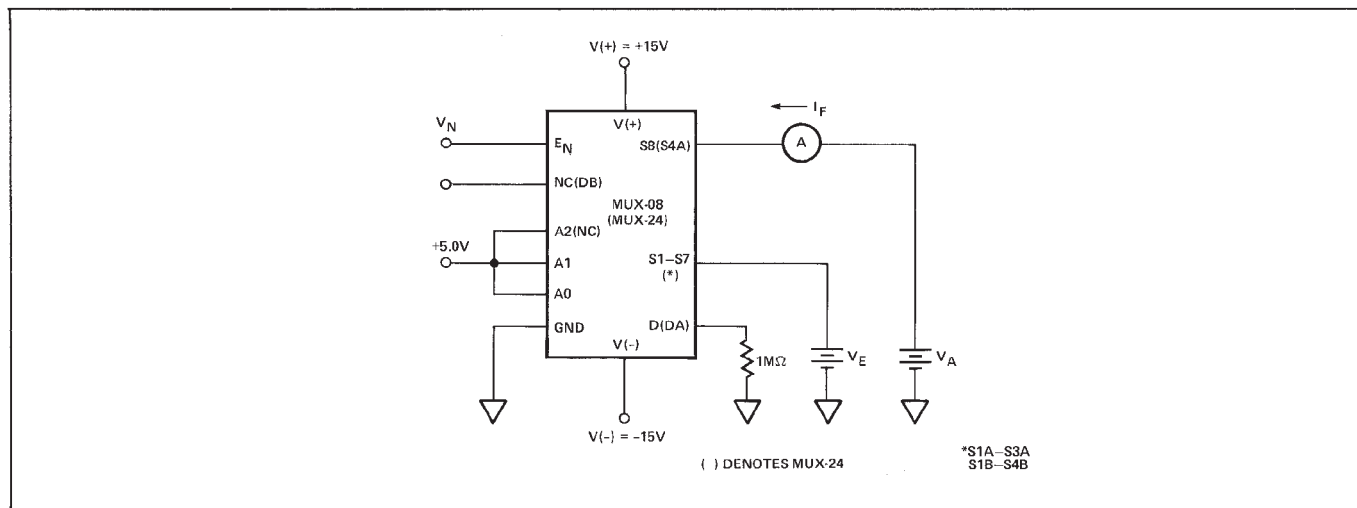 V(+) = +15V
I_F
V_N
V(+)
E_N
S8(S4A)
A
NC(DB)
MUX-08
(MUX-24)
A2(NC)
+5.0V
A1
S1–S7
(*)
A0
GND
D(DA)
V(-)
1MΩ
V_E
V_A
V(-) = -15V
( ) DENOTES MUX-24
*S1A–S3A
S1B–S4B